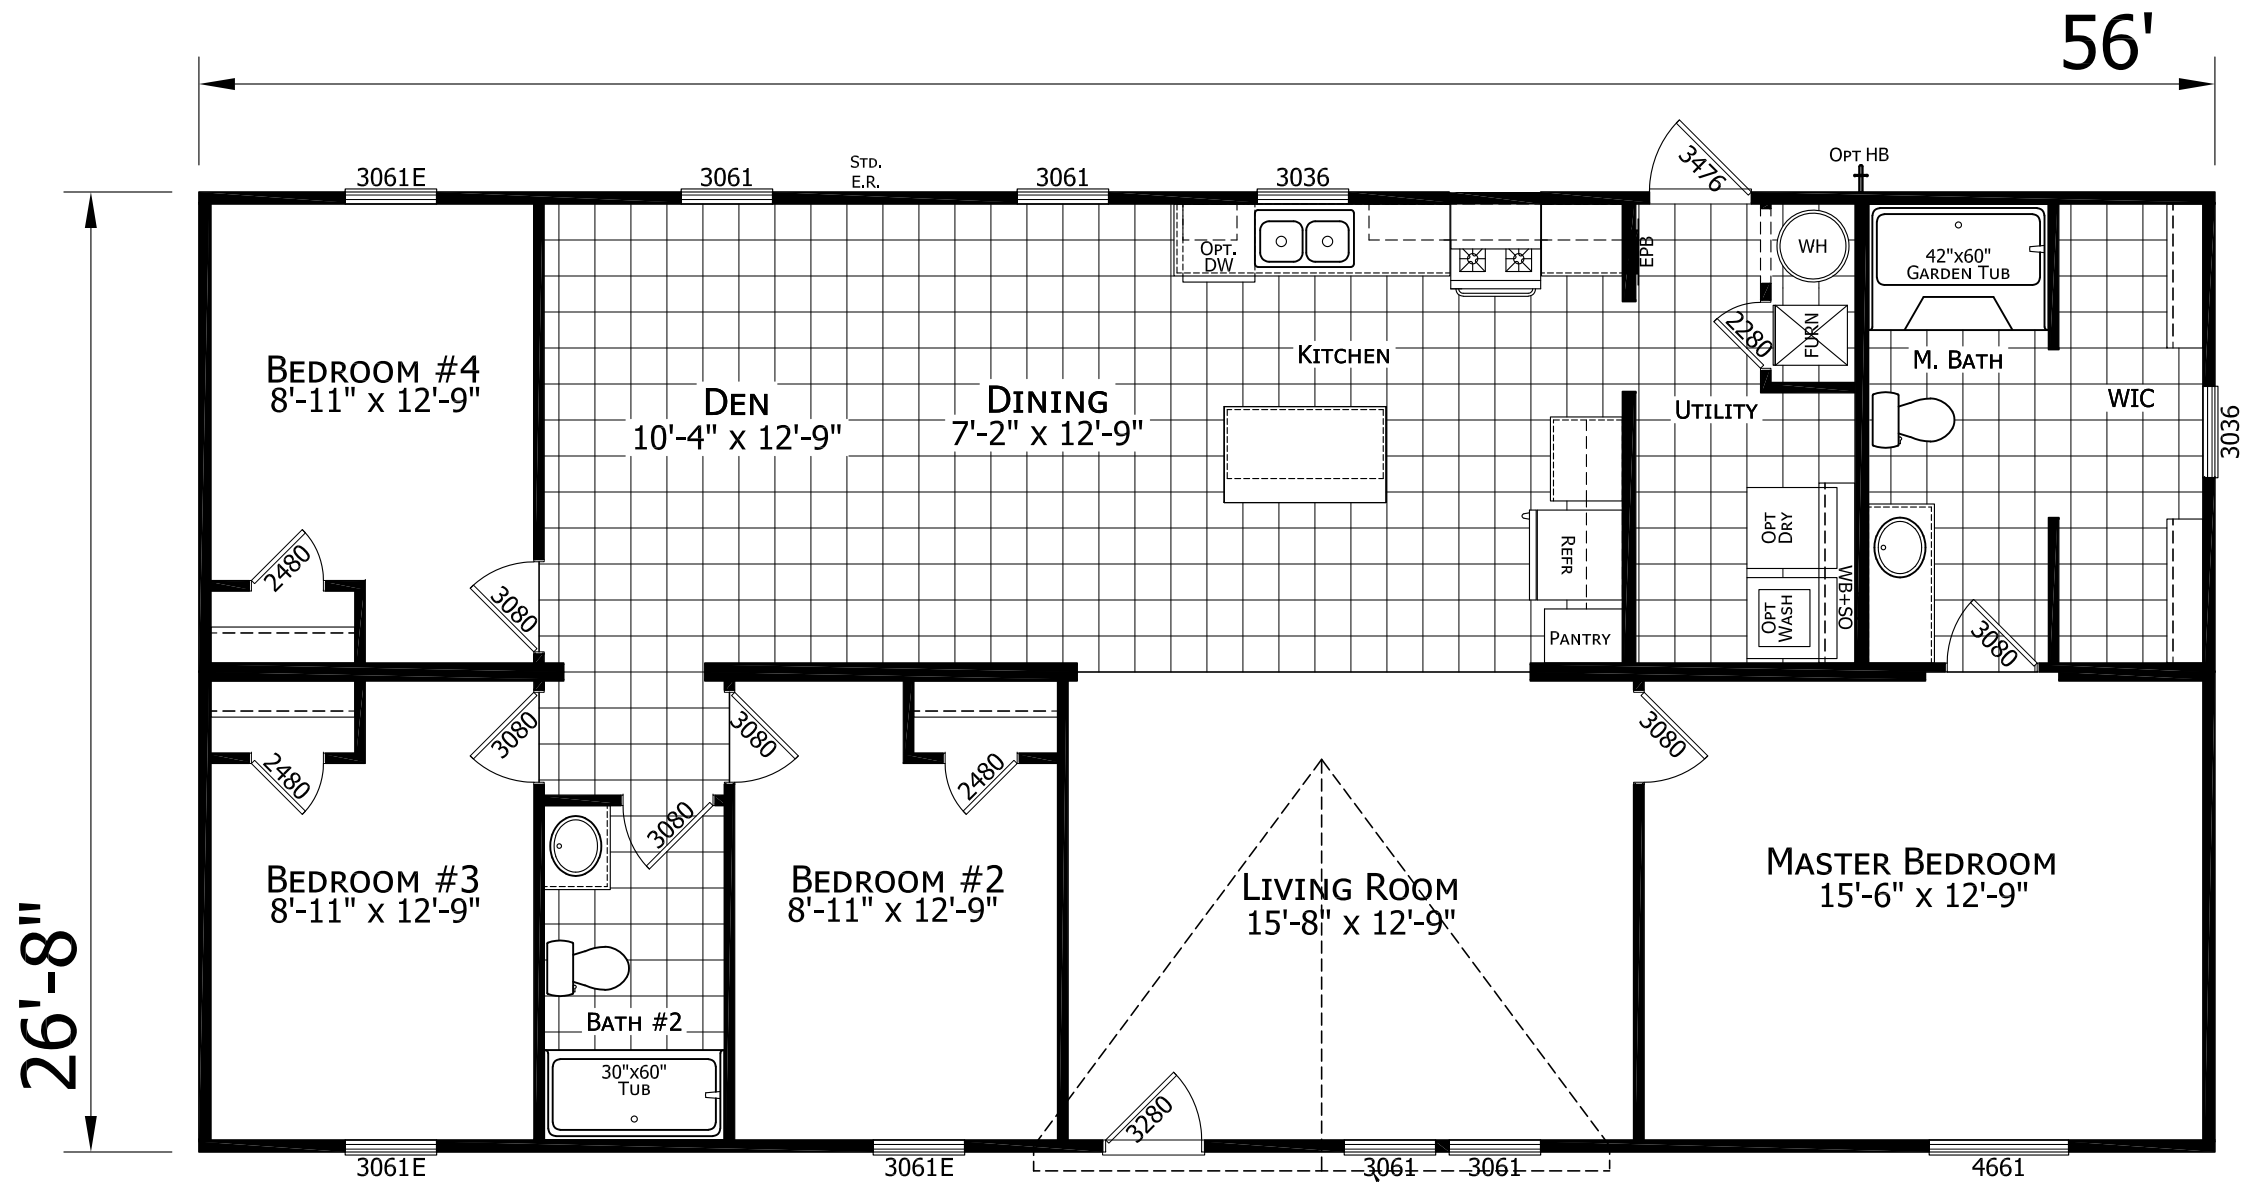 56'
26'-8"
3061E
3061
STD.
E.R.
3061
3036
3476
OPT HB
OPT.
DW
EPB
WH
42"x60"
GARDEN TUB
2280
FURN
KITCHEN
M. BATH
BEDROOM #4
8'-11" x 12'-9"
DEN
10'-4" x 12'-9"
DINING
7'-2" x 12'-9"
UTILITY
WIC
3036
2480
3080
REFR
OPT
DRY
OPT
WASH
WB+SO
PANTRY
3080
3080
2480
3080
2480
3080
3080
BEDROOM #3
8'-11" x 12'-9"
BEDROOM #2
8'-11" x 12'-9"
LIVING ROOM
15'-8" x 12'-9"
MASTER BEDROOM
15'-6" x 12'-9"
BATH #2
30"x60"
TUB
3280
3061E
3061E
3061
3061
4661